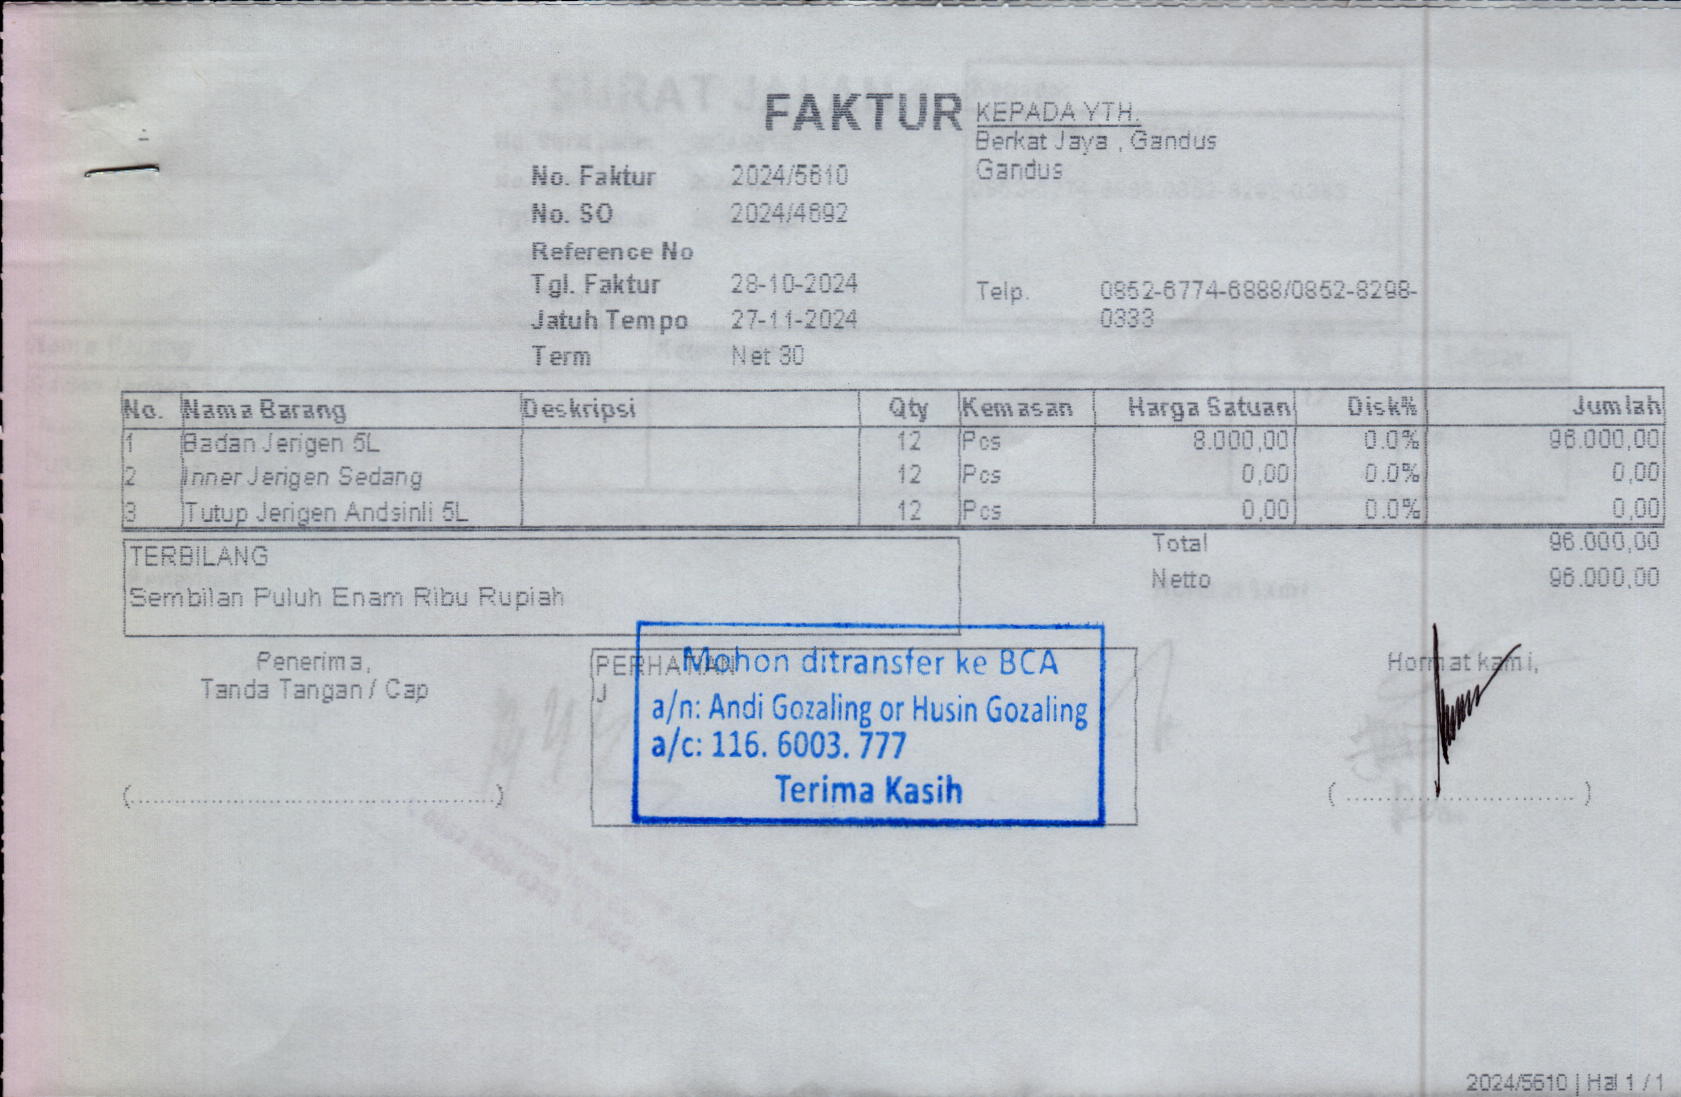 FAKTUR
No. Faktur 2024/5610
No. SO 2024/4692
Reference No
Tgl. Faktur 28-10-2024
Jatuh Tempo 27-11-2024
Term Net 30
KEPADA YTH.
Berkat Jaya , Gandus
Gandus
Telp. 0852-6774-6888/0852-8298-
0333
No. Nama Barang Deskripsi Qty Kemasan Harga Satuan Disk% Jumlah
1 Badan Jerigen 5L 12 Pcs 8.000,00 0.0% 96.000,00
2 Inner Jerigen Sedang 12 Pcs 0,00 0.0% 0,00
3 Tutup Jerigen Andsinli 5L 12 Pcs 0,00 0.0% 0,00
Total 96.000,00
Netto 96.000,00
TERBILANG
Sembilan Puluh Enam Ribu Rupiah
Penerima,
Tanda Tangan / Cap
(............................................)
PERHATIAN
J
Mohon ditransfer ke BCA
a/n: Andi Gozaling or Husin Gozaling
a/c: 116. 6003. 777
Terima Kasih
Hormat kami,
(............................)
2024/5610 | Hal 1 / 1